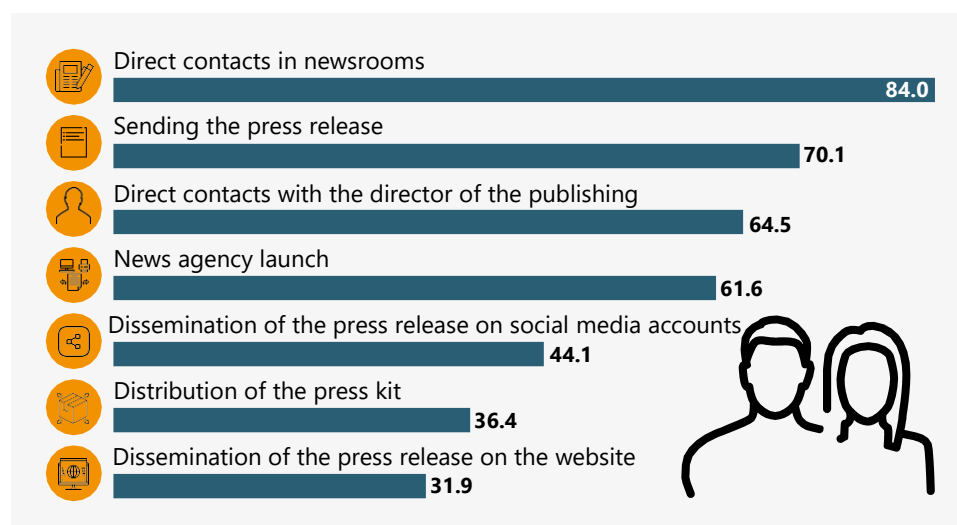 Direct contacts in newsrooms
84.0
Sending the press release
70.1
Direct contacts with the director of the publishing
64.5
News agency launch
61.6
Dissemination of the press release on social media accounts
44.1
Distribution of the press kit
36.4
Dissemination of the press release on the website
31.9